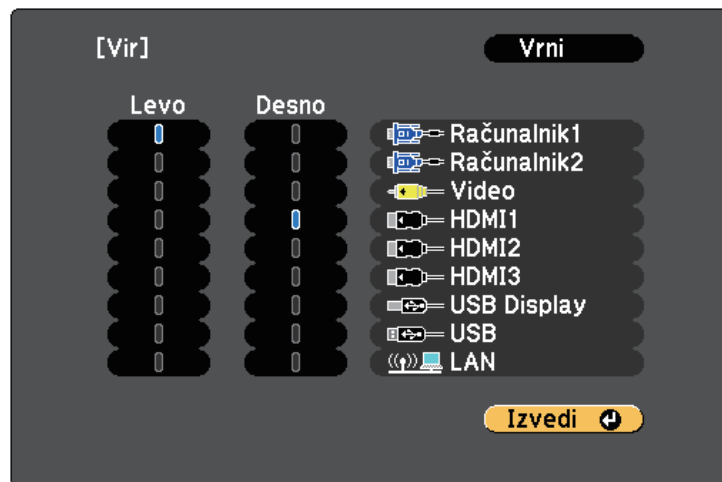 [Vir] Vrni
Levo Desno
Računalnik1
Računalnik2
Video
HDMI1
HDMI2
HDMI3
USB Display
USB
LAN
Izvedi